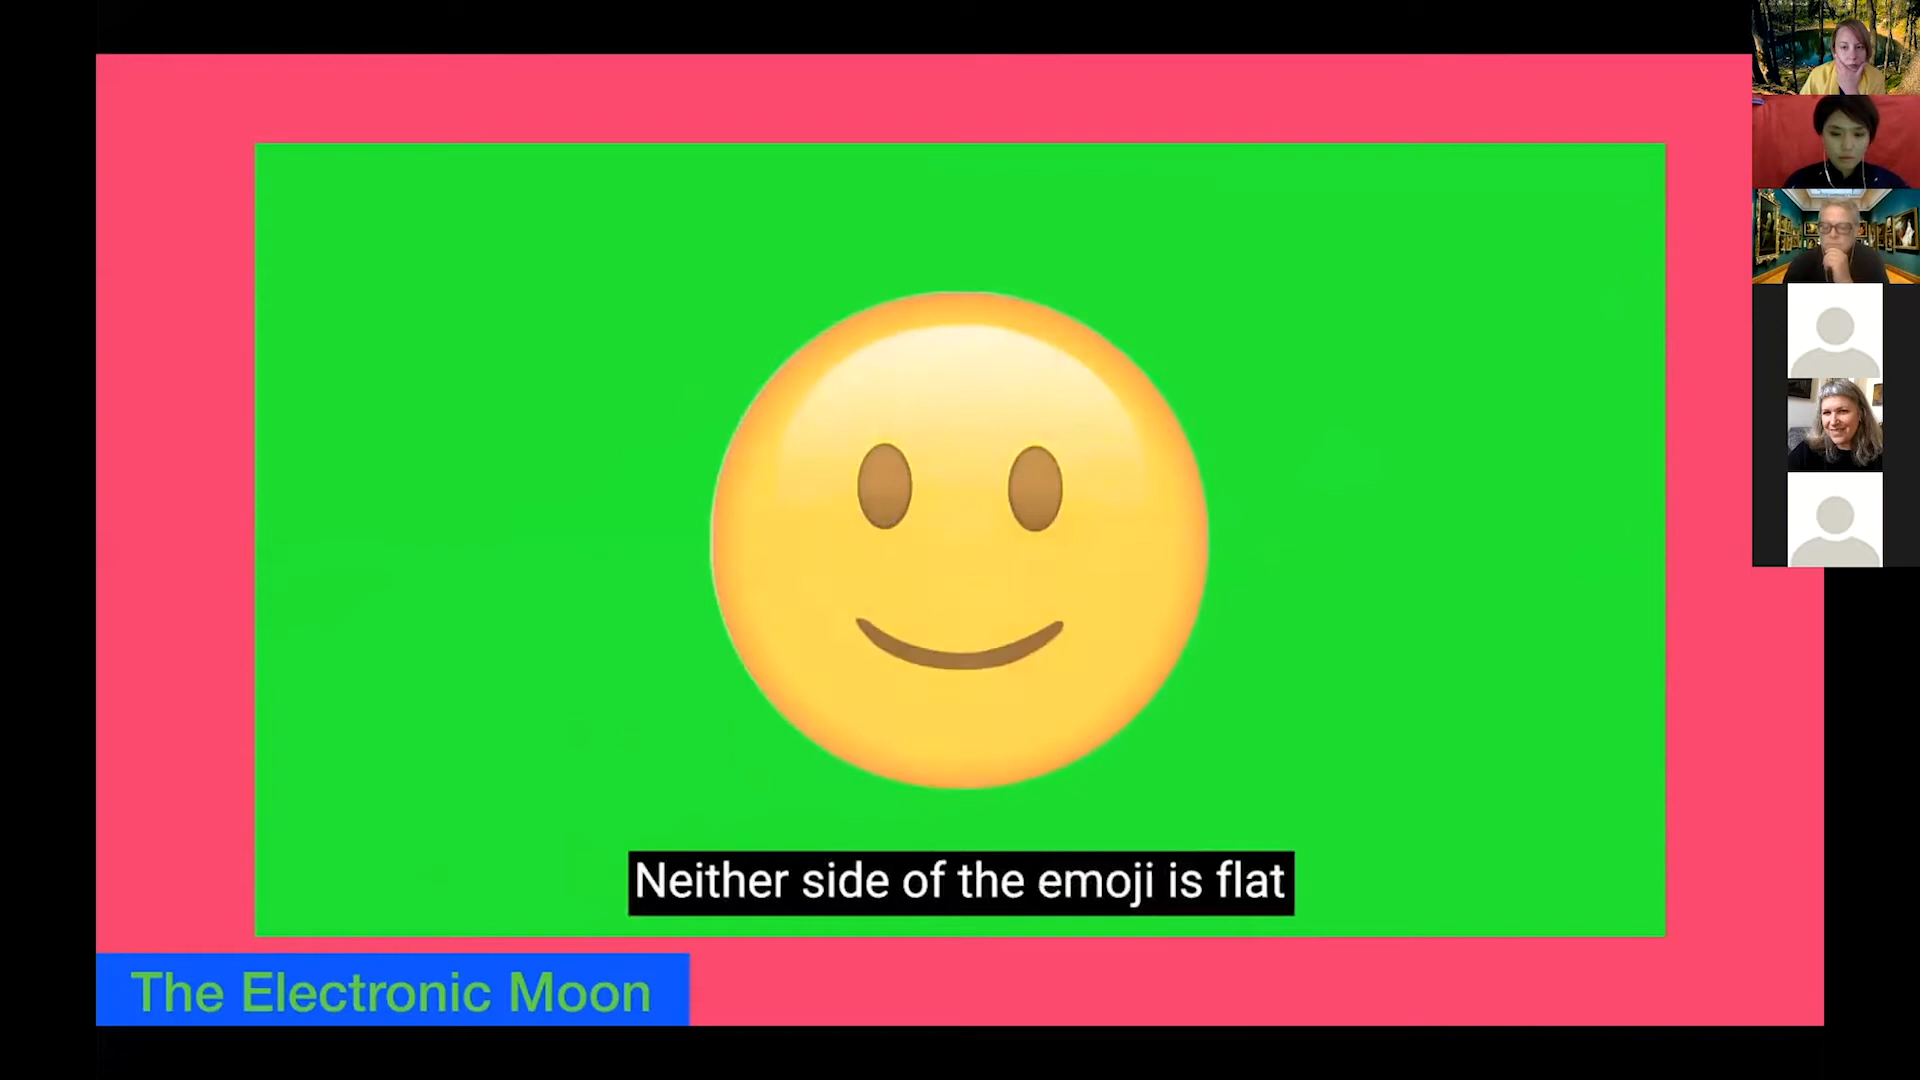 Neither side of the emoji is flat
The Electronic Moon